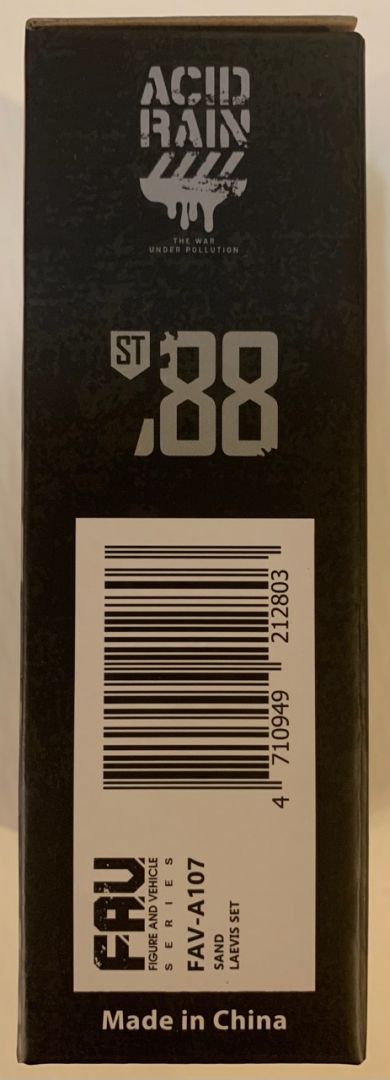 ACID
RAIN
THE WAR
UNDER POLLUTION
ST
'88
4 710949 212803
FAV
FIGURE AND VEHICLE
SERIES
FAV-A107
SAND
LAEVIS SET
Made in China